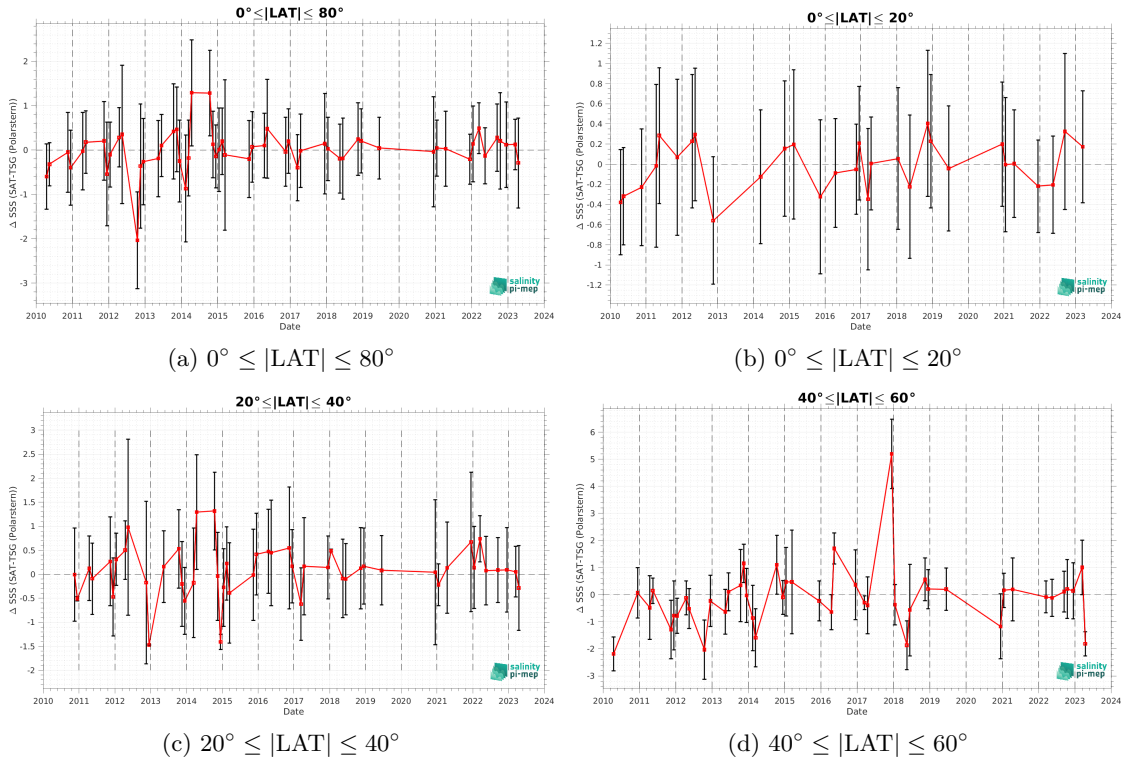 0°≤|LAT|≤ 80°
Δ SSS (SAT-TSG (Polarstern))
2
1
0
-1
-2
-3
2010 2011 2012 2013 2014 2015 2016 2017 2018 2019 2020 2021 2022 2023 2024
Date
salinity
pi-mep
(a) 0° ≤ |LAT| ≤ 80°
0°≤|LAT|≤ 20°
Δ SSS (SAT-TSG (Polarstern))
1.2
1
0.8
0.6
0.4
0.2
0
-0.2
-0.4
-0.6
-0.8
-1
-1.2
2010 2011 2012 2013 2014 2015 2016 2017 2018 2019 2020 2021 2022 2023 2024
Date
salinity
pi-mep
(b) 0° ≤ |LAT| ≤ 20°
20°≤|LAT|≤ 40°
Δ SSS (SAT-TSG (Polarstern))
3
2.5
2
1.5
1
0.5
0
-0.5
-1
-1.5
-2
2010 2011 2012 2013 2014 2015 2016 2017 2018 2019 2020 2021 2022 2023 2024
Date
salinity
pi-mep
(c) 20° ≤ |LAT| ≤ 40°
40°≤|LAT|≤ 60°
Δ SSS (SAT-TSG (Polarstern))
6
5
4
3
2
1
0
-1
-2
-3
2010 2011 2012 2013 2014 2015 2016 2017 2018 2019 2020 2021 2022 2023 2024
Date
salinity
pi-mep
(d) 40° ≤ |LAT| ≤ 60°